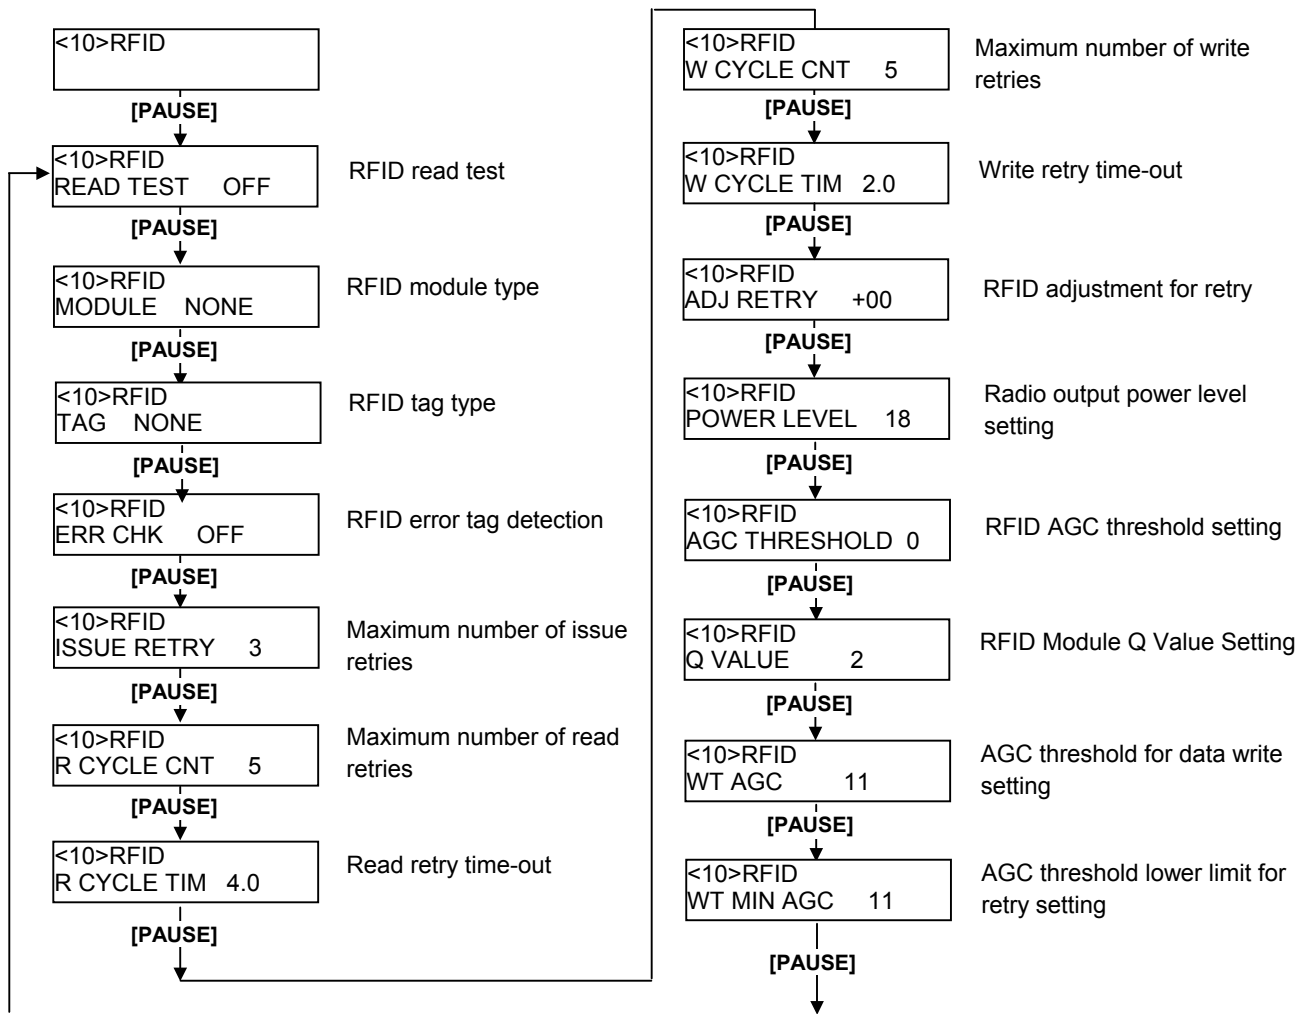 <10>RFID
[PAUSE]
<10>RFID
READ TEST OFF
RFID read test
[PAUSE]
<10>RFID
MODULE NONE
RFID module type
[PAUSE]
<10>RFID
TAG NONE
RFID tag type
[PAUSE]
<10>RFID
ERR CHK OFF
RFID error tag detection
[PAUSE]
<10>RFID
ISSUE RETRY 3
Maximum number of issue
retries
[PAUSE]
<10>RFID
R CYCLE CNT 5
Maximum number of read
retries
[PAUSE]
<10>RFID
R CYCLE TIM 4.0
Read retry time-out
[PAUSE]
<10>RFID
W CYCLE CNT 5
Maximum number of write
retries
[PAUSE]
<10>RFID
W CYCLE TIM 2.0
Write retry time-out
[PAUSE]
<10>RFID
ADJ RETRY +00
RFID adjustment for retry
[PAUSE]
<10>RFID
POWER LEVEL 18
Radio output power level
setting
[PAUSE]
<10>RFID
AGC THRESHOLD 0
RFID AGC threshold setting
[PAUSE]
<10>RFID
Q VALUE 2
RFID Module Q Value Setting
[PAUSE]
<10>RFID
WT AGC 11
AGC threshold for data write
setting
[PAUSE]
<10>RFID
WT MIN AGC 11
AGC threshold lower limit for
retry setting
[PAUSE]